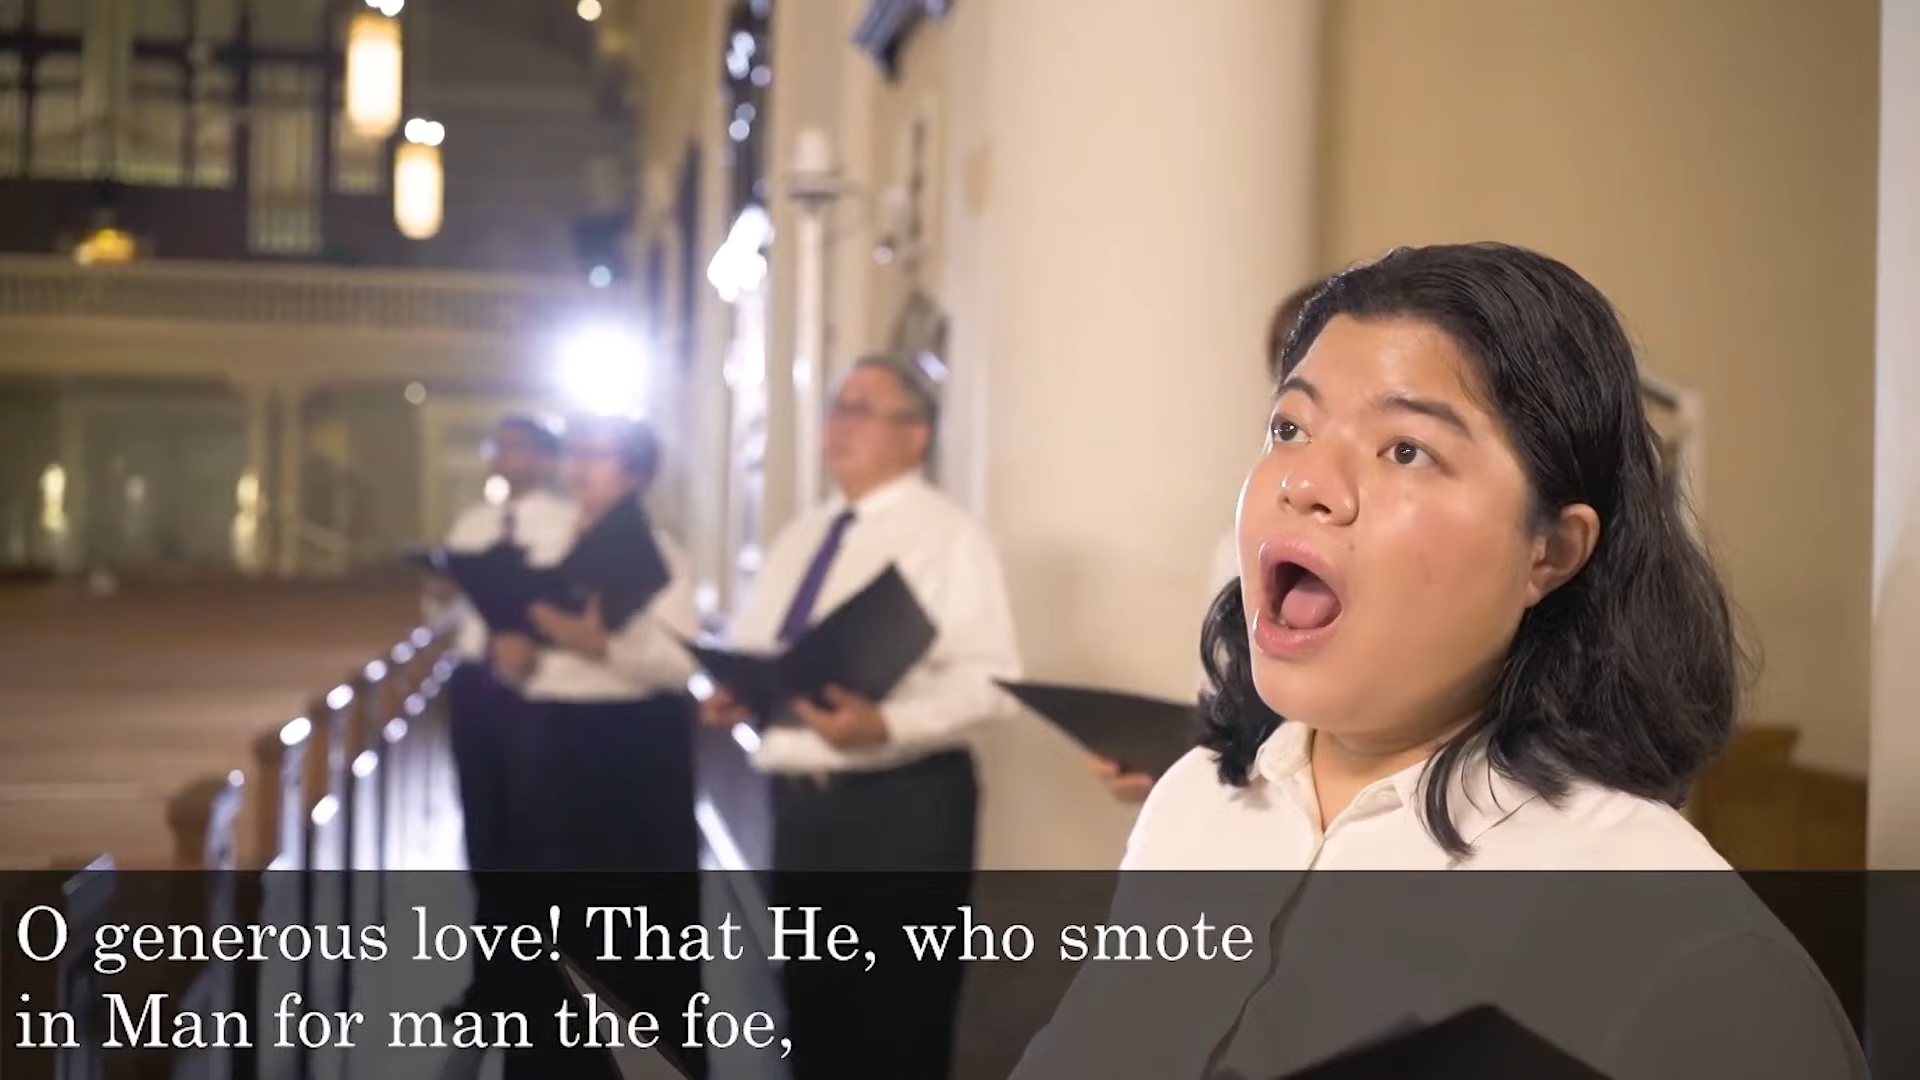 O generous love! That He, who smote
in Man for man the foe,